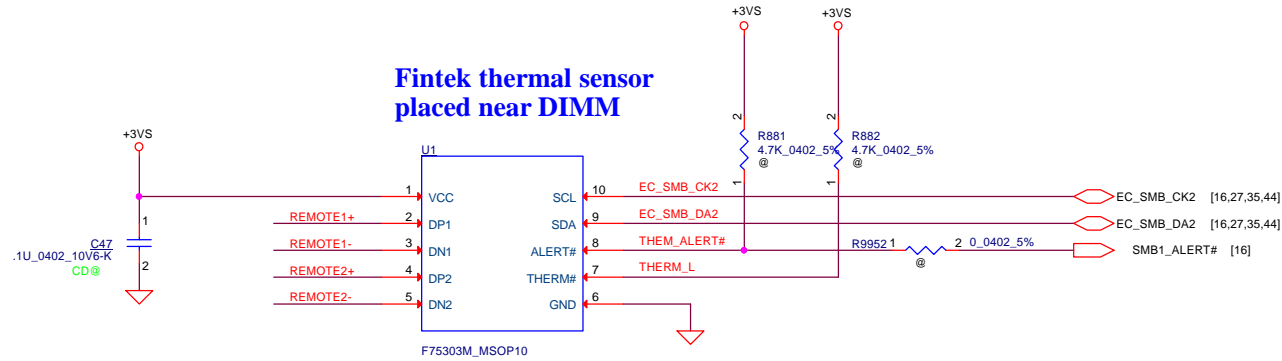 +3VS
+3VS
Fintek thermal sensor
placed near DIMM
2
2
R881
4.7K_0402_5%
@
R882
4.7K_0402_5%
@
1
1
+3VS
U1
1
VCC
SCL
10
EC_SMB_CK2
EC_SMB_CK2 [16,27,35,44]
REMOTE1+
2
DP1
SDA
9
EC_SMB_DA2
EC_SMB_DA2 [16,27,35,44]
1
C47
.1U_0402_10V6-K
CD@
2
REMOTE1-
3
DN1
ALERT#
8
THEM_ALERT#
R9952
1
2
0_0402_5%
@
SMB1_ALERT# [16]
REMOTE2+
4
DP2
THERM#
7
THERM_L
REMOTE2-
5
DN2
GND
6
F75303M_MSOP10